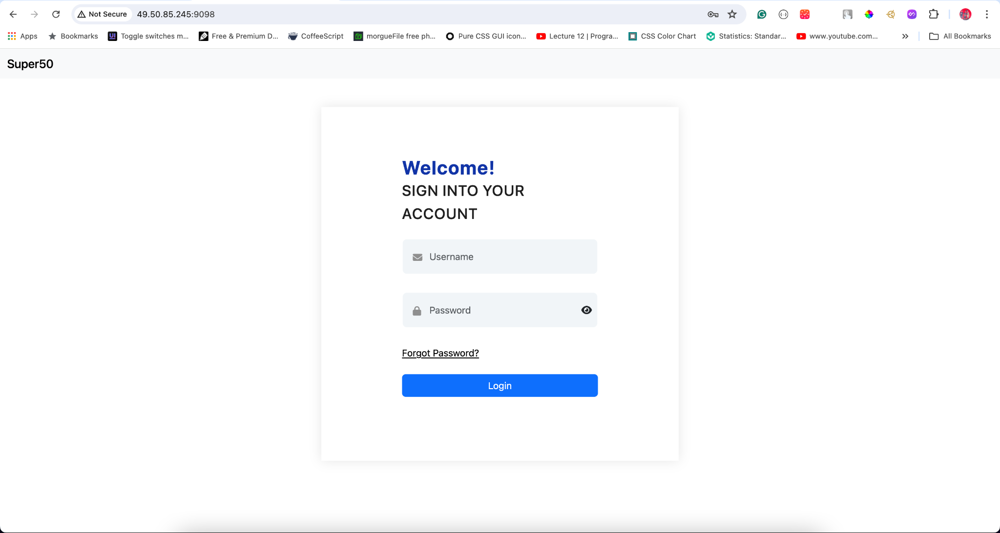 Not Secure 49.50.85.245:9098
Apps Bookmarks UI Toggle switches m... Free & Premium D... CoffeeScript morgueFile free ph... Pure CSS GUI icon... Lecture 12 | Progra... CSS Color Chart Statistics: Standar... www.youtube.com... » All Bookmarks
Super50
Welcome!
SIGN INTO YOUR
ACCOUNT
Username
Password
Forgot Password?
Login